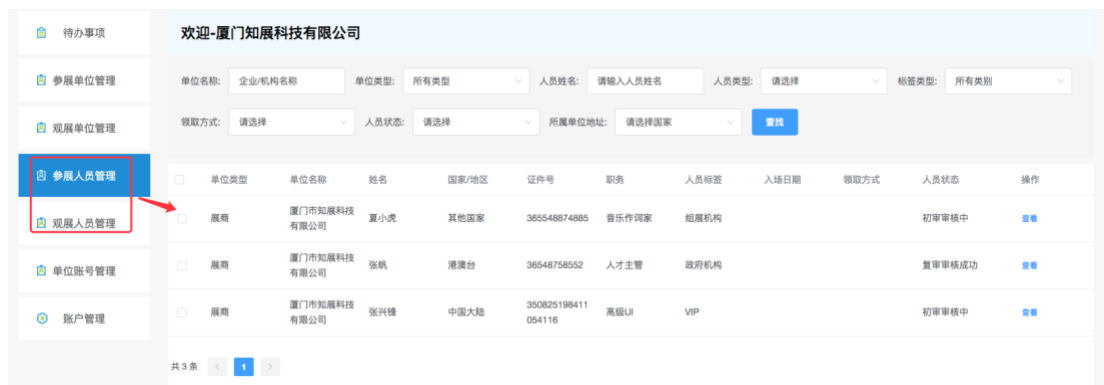 待办事项
参展单位管理
观展单位管理
参展人员管理
观展人员管理
单位账号管理
账户管理
欢迎-厦门知展科技有限公司
单位名称: 企业/机构名称 单位类型: 所有类型 人员姓名: 请输入人员姓名 人员类型: 请选择 标签类型: 所有类别
领取方式: 请选择 人员状态: 请选择 所属单位地址: 请选择国家 查找
单位类型 单位名称 姓名 国家/地区 证件号 职务 人员标签 入场日期 领取方式 人员状态 操作
展商 厦门市知展科技有限公司 夏小虎 其他国家 365548874885 音乐作词家 组展机构 初审审核中 查看
展商 厦门市知展科技有限公司 张帆 港澳台 36548758552 人才主管 政府机构 复审审核成功 查看
展商 厦门市知展科技有限公司 张兴锋 中国大陆 350825198411054116 高级UI VIP 初审审核中 查看
共 3 条 < 1 >